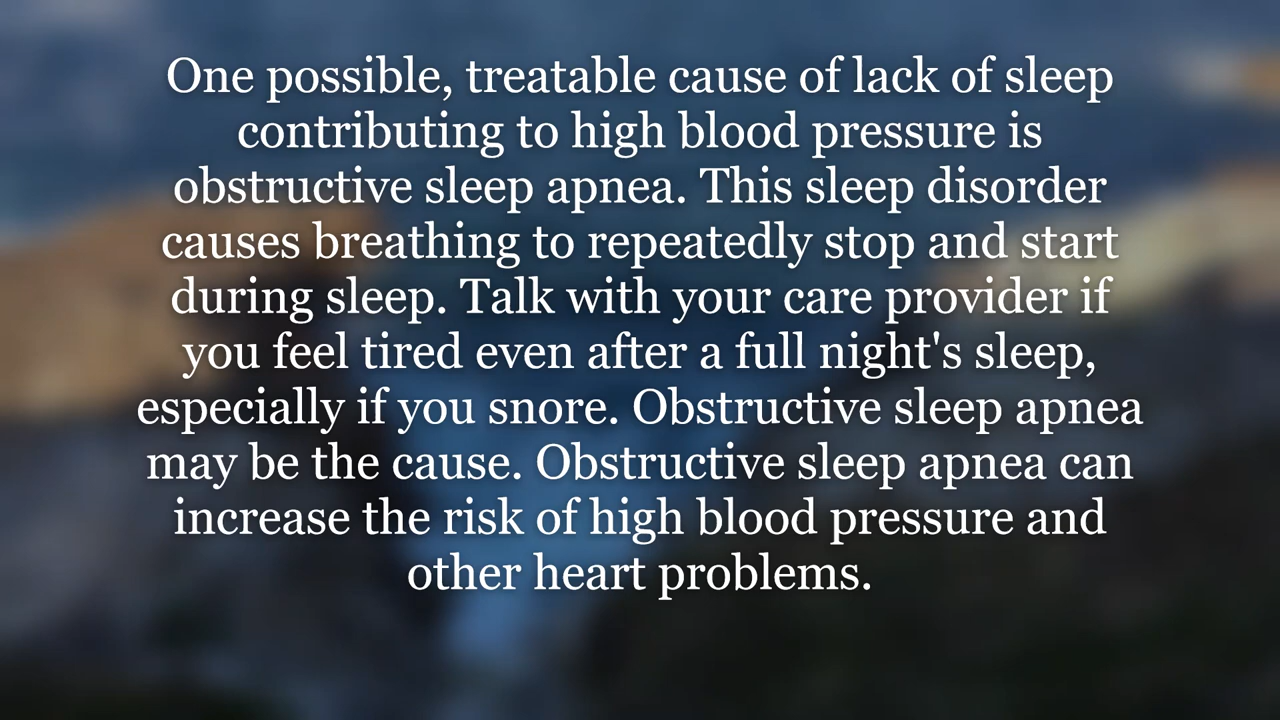 One possible, treatable cause of lack of sleep
contributing to high blood pressure is
obstructive sleep apnea. This sleep disorder
causes breathing to repeatedly stop and start
during sleep. Talk with your care provider if
you feel tired even after a full night's sleep,
especially if you snore. Obstructive sleep apnea
may be the cause. Obstructive sleep apnea can
increase the risk of high blood pressure and
other heart problems.